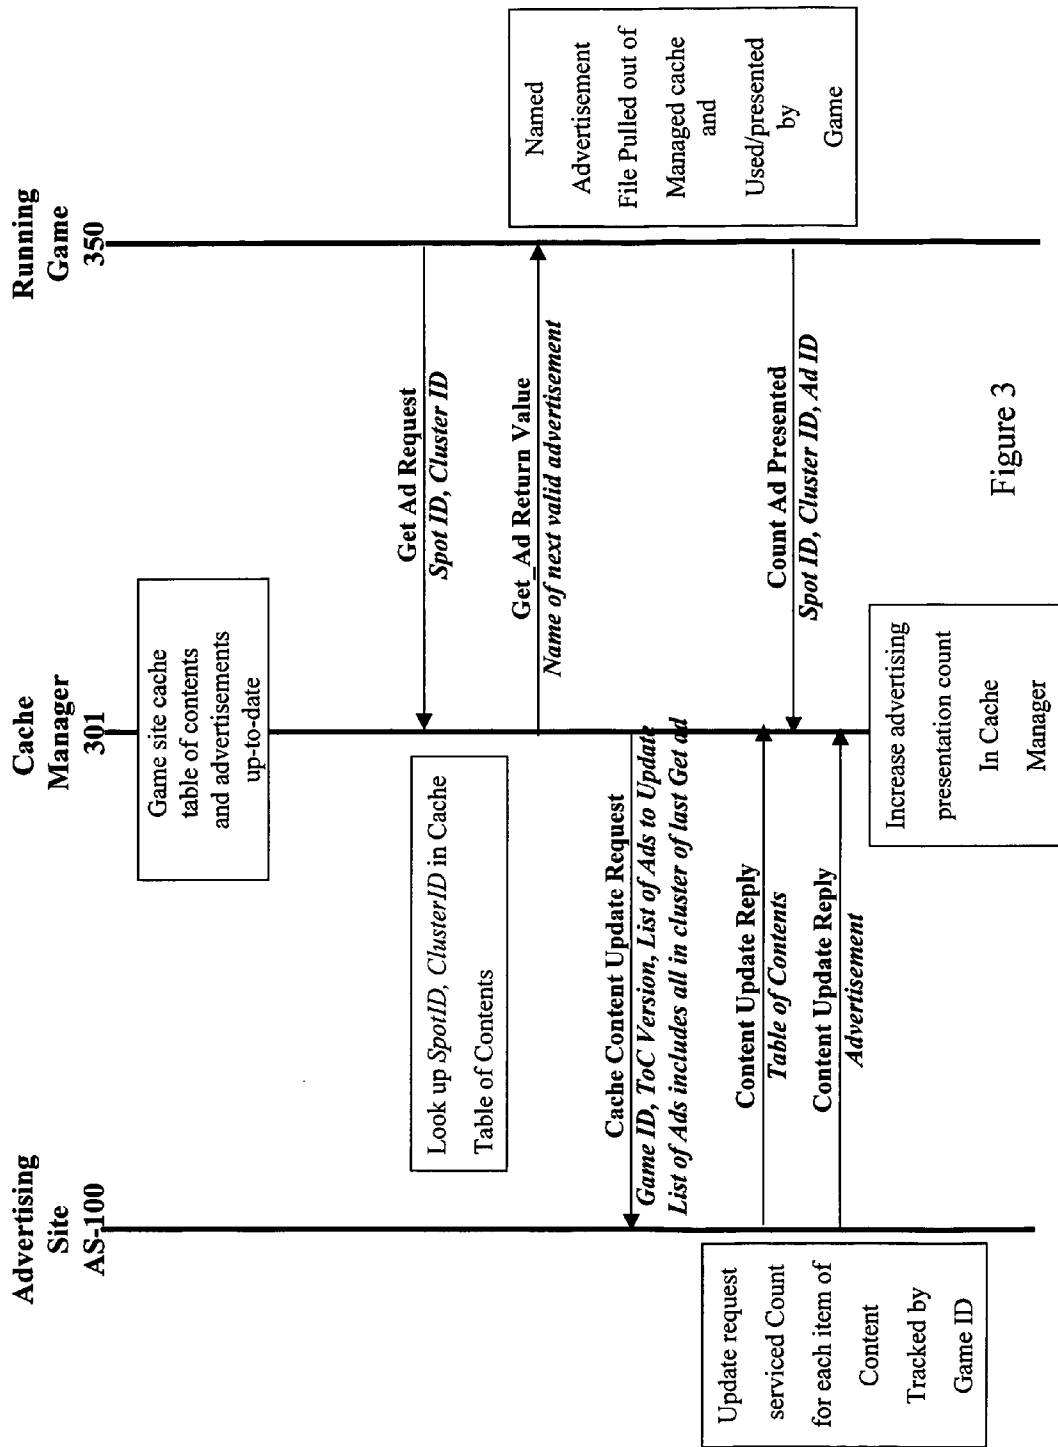 Advertising
Site
AS-100
Cache
Manager
301
Running
Game
350
Game site cache
table of contents
and advertisements
up-to-date
Get Ad Request
Spot ID, Cluster ID
Look up SpotID, ClusterID in Cache
Table of Contents
Get_Ad Return Value
Name of next valid advertisement
Named
Advertisement
File Pulled out of
Managed cache
and
Used/presented
by
Game
Cache Content Update Request
Game ID, ToC Version, List of Ads to Update
List of Ads includes all in cluster of last Get ad
Update request
serviced Count
for each item of
Content
Tracked by
Game ID
Content Update Reply
Table of Contents
Content Update Reply
Advertisement
Count Ad Presented
Spot ID, Cluster ID, Ad ID
Increase advertising
presentation count
In Cache
Manager
Figure 3